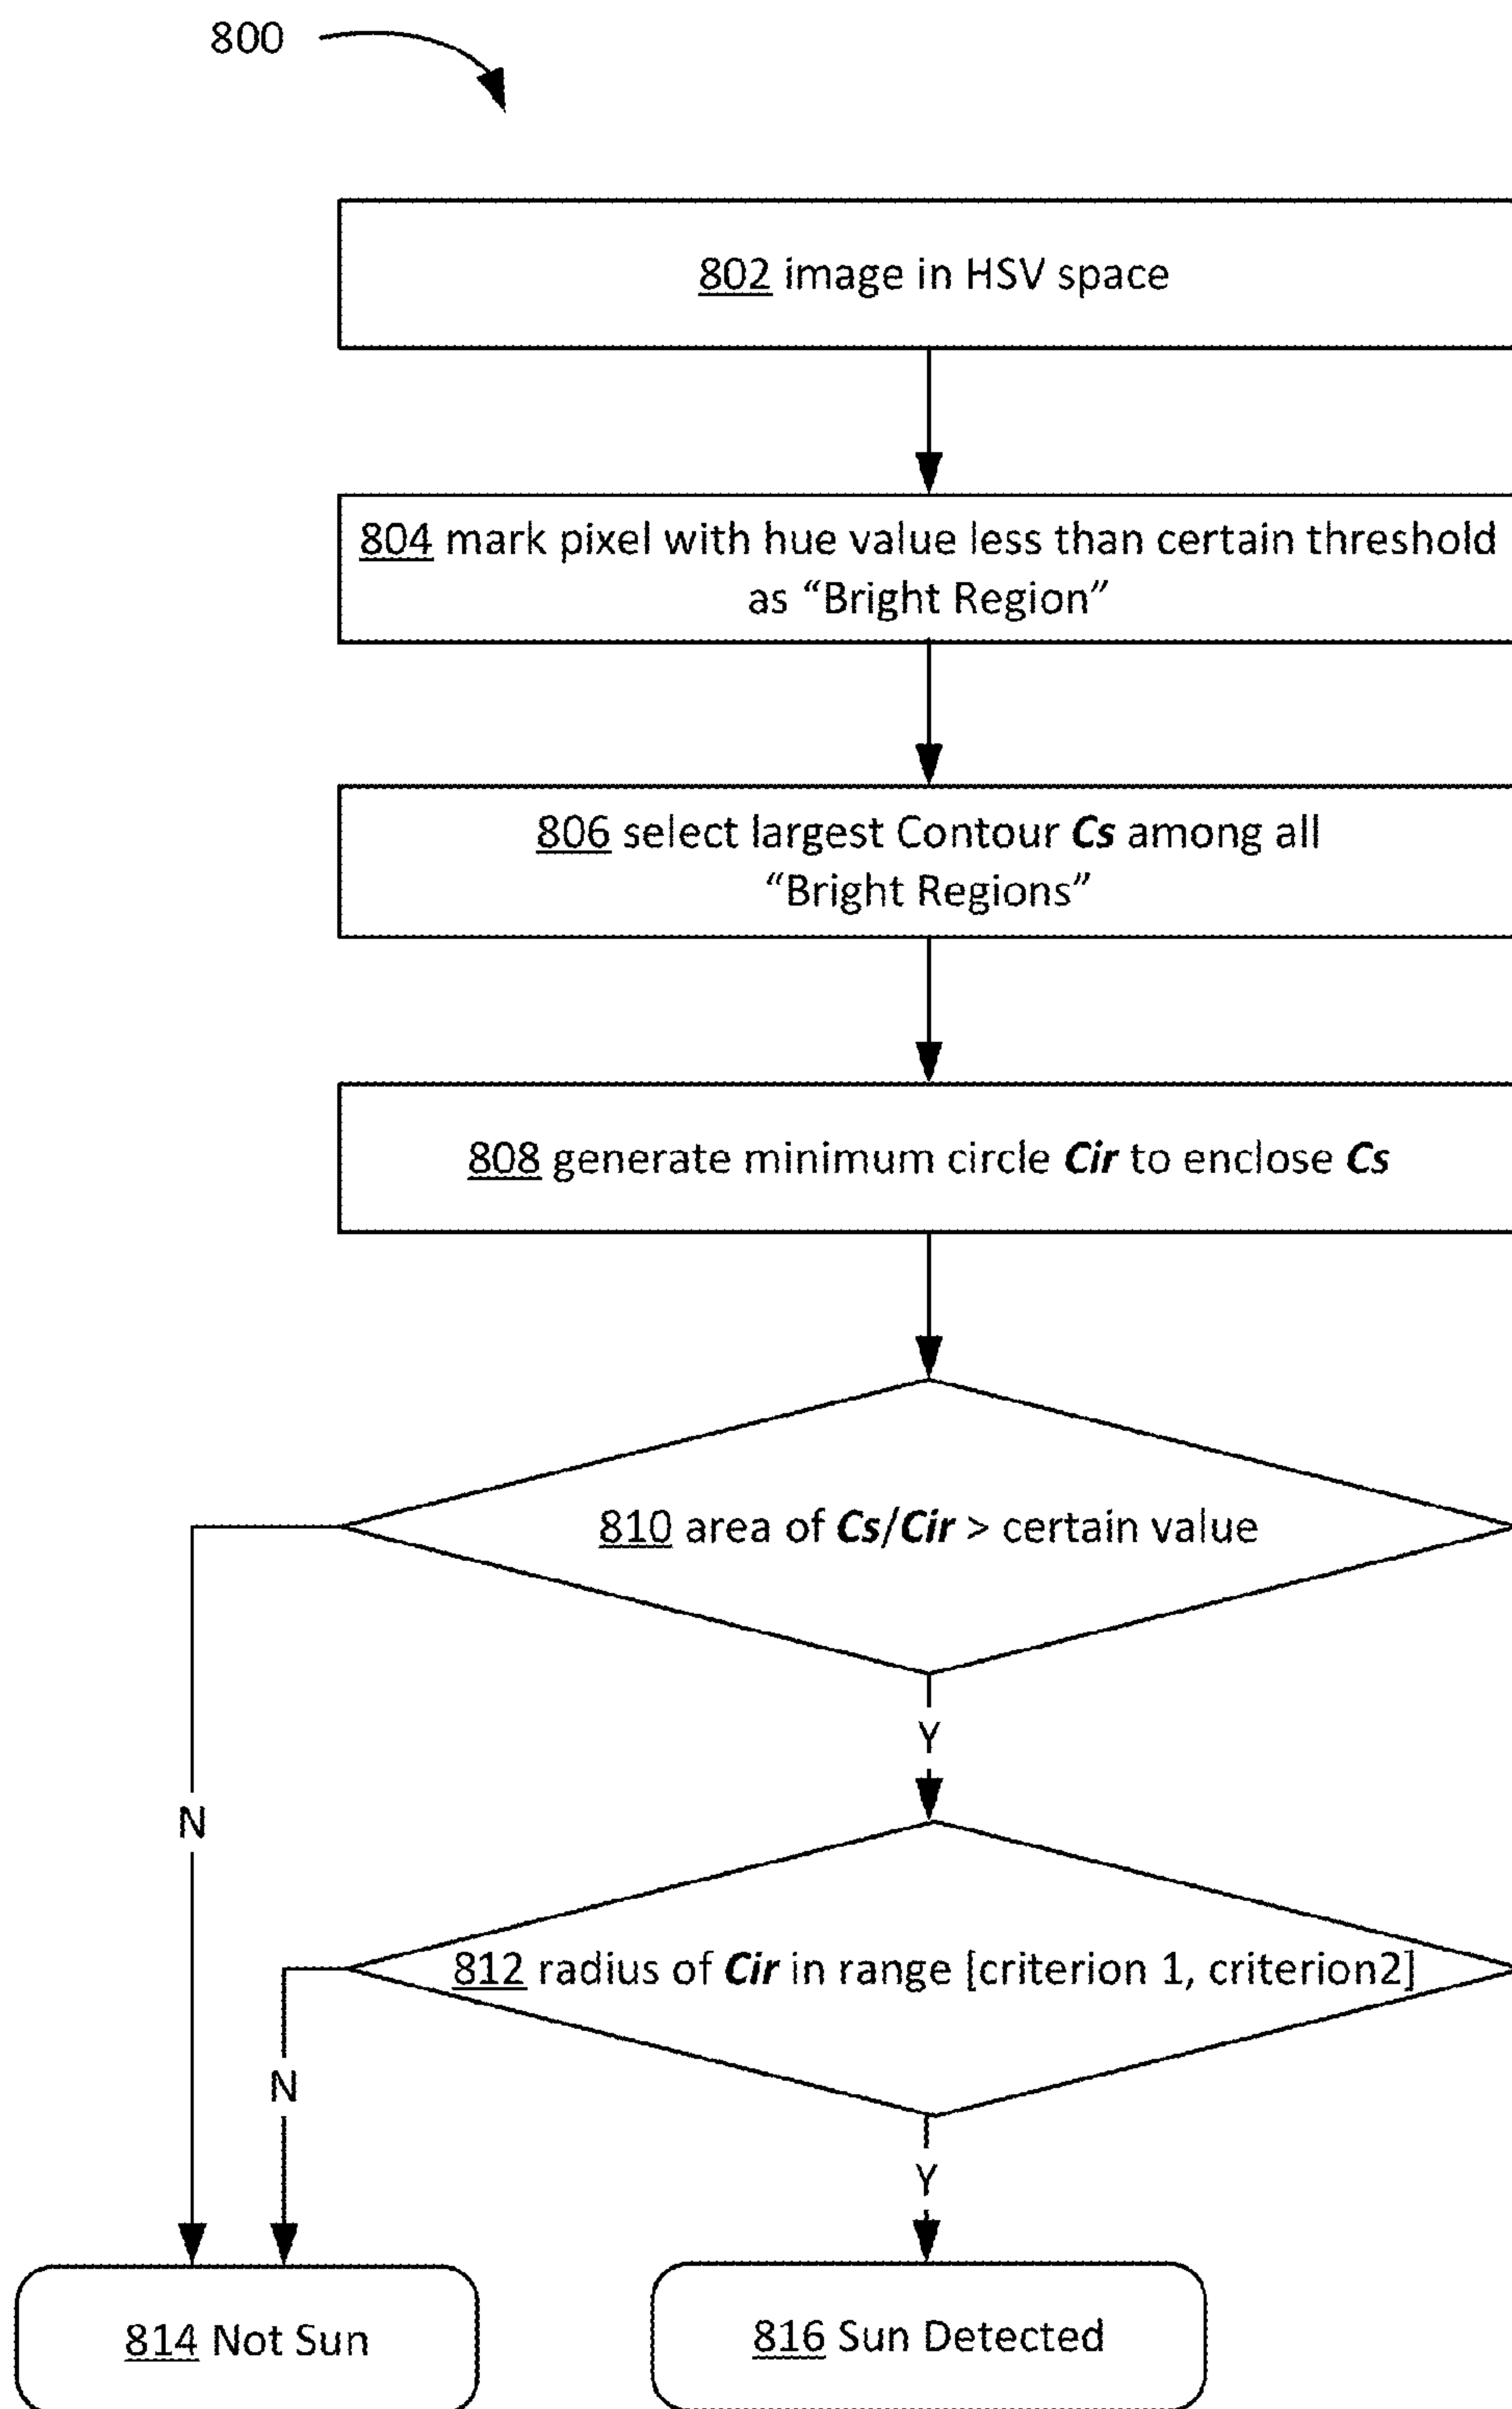 800
802 image in HSV space
804 mark pixel with hue value less than certain threshold
as “Bright Region”
806 select largest Contour Cs among all
“Bright Regions”
808 generate minimum circle Cir to enclose Cs
810 area of Cs/Cir > certain value
Y
N
812 radius of Cir in range [criterion 1, criterion2]
N
Y
814 Not Sun
816 Sun Detected